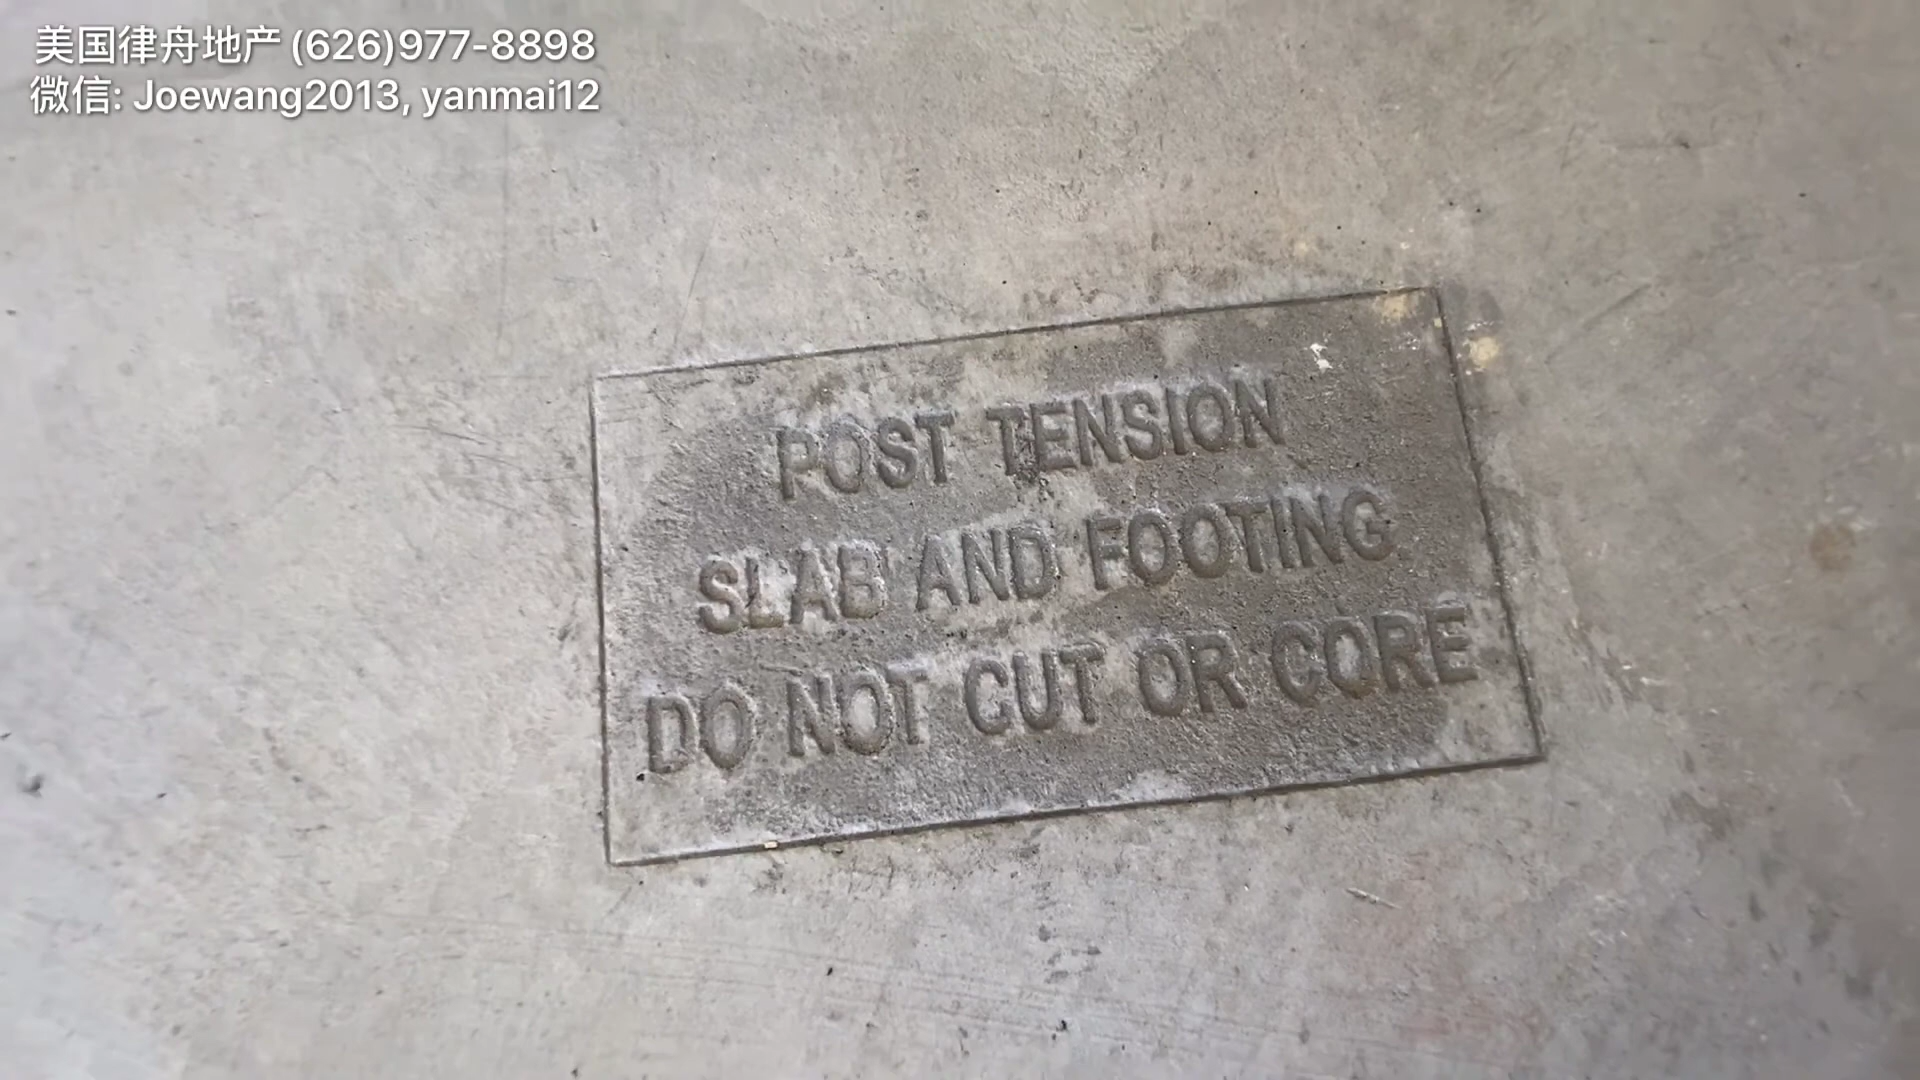 美国律舟地产 (626)977-8898
微信: Joewang2013, yanmai12
POST TENSION
SLAB AND FOOTING
DO NOT CUT OR CORE